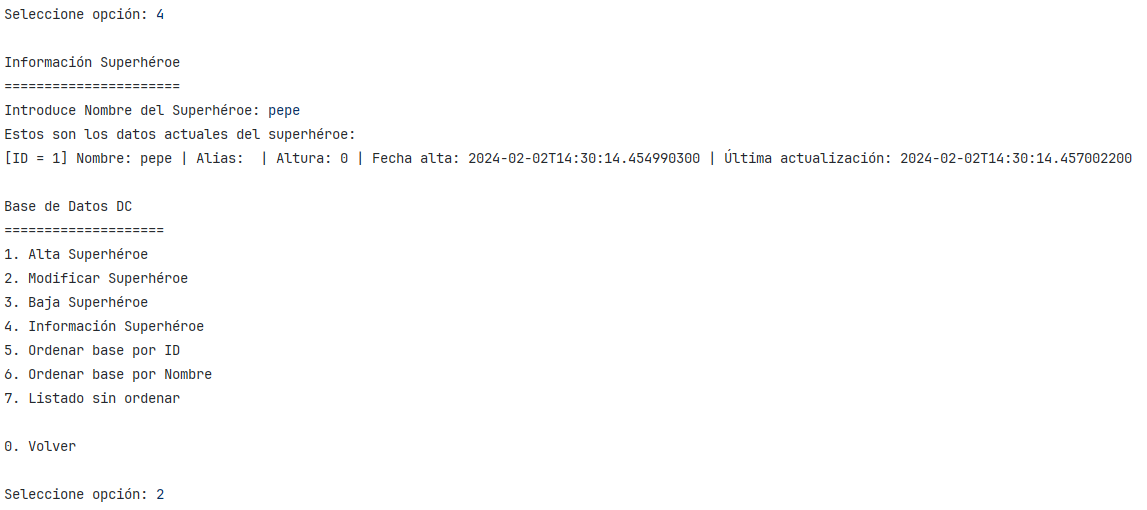 Seleccione opción: 4
Información Superhéroe
======================
Introduce Nombre del Superhéroe: pepe
Estos son los datos actuales del superhéroe:
[ID = 1] Nombre: pepe | Alias:  | Altura: 0 | Fecha alta: 2024-02-02T14:30:14.454990300 | Última actualización: 2024-02-02T14:30:14.457002200
Base de Datos DC
====================
1. Alta Superhéroe
2. Modificar Superhéroe
3. Baja Superhéroe
4. Información Superhéroe
5. Ordenar base por ID
6. Ordenar base por Nombre
7. Listado sin ordenar
0. Volver
Seleccione opción: 2